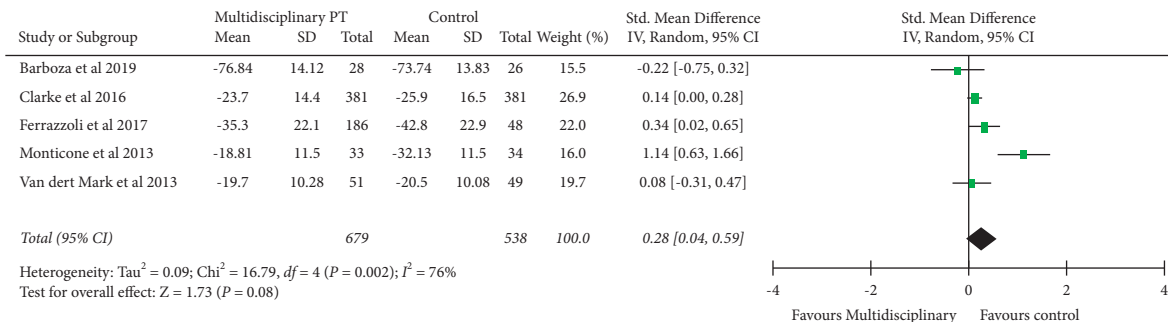 Multidisciplinary PT Control Std. Mean Difference Std. Mean Difference
Study or Subgroup Mean SD Total Mean SD Total Weight (%) IV, Random, 95% CI IV, Random, 95% CI
Barboza et al 2019 -76.84 14.12 28 -73.74 13.83 26 15.5 -0.22 [-0.75, 0.32]
Clarke et al 2016 -23.7 14.4 381 -25.9 16.5 381 26.9 0.14 [0.00, 0.28]
Ferrazzoli et al 2017 -35.3 22.1 186 -42.8 22.9 48 22.0 0.34 [0.02, 0.65]
Monticone et al 2013 -18.81 11.5 33 -32.13 11.5 34 16.0 1.14 [0.63, 1.66]
Van dert Mark et al 2013 -19.7 10.28 51 -20.5 10.08 49 19.7 0.08 [-0.31, 0.47]
Total (95% CI) 679 538 100.0 0.28 [0.04, 0.59]
Heterogeneity: Tau² = 0.09; Chi² = 16.79, df = 4 (P = 0.002); I² = 76%
Test for overall effect: Z = 1.73 (P = 0.08)
-4 -2 0 2 4
Favours Multidisciplinary Favours control